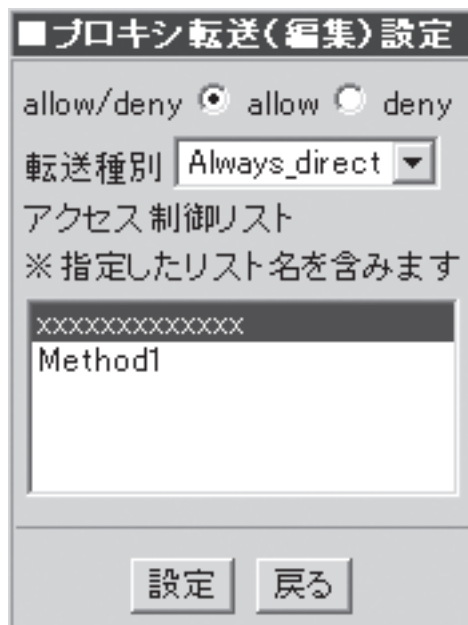 ■プロキシ転送(編集)設定
allow/deny allow deny
転送種別 Always_direct
アクセス制御リスト
※指定したリスト名を含みます
xxxxxxxxxxxxx
Method1
設定 戻る